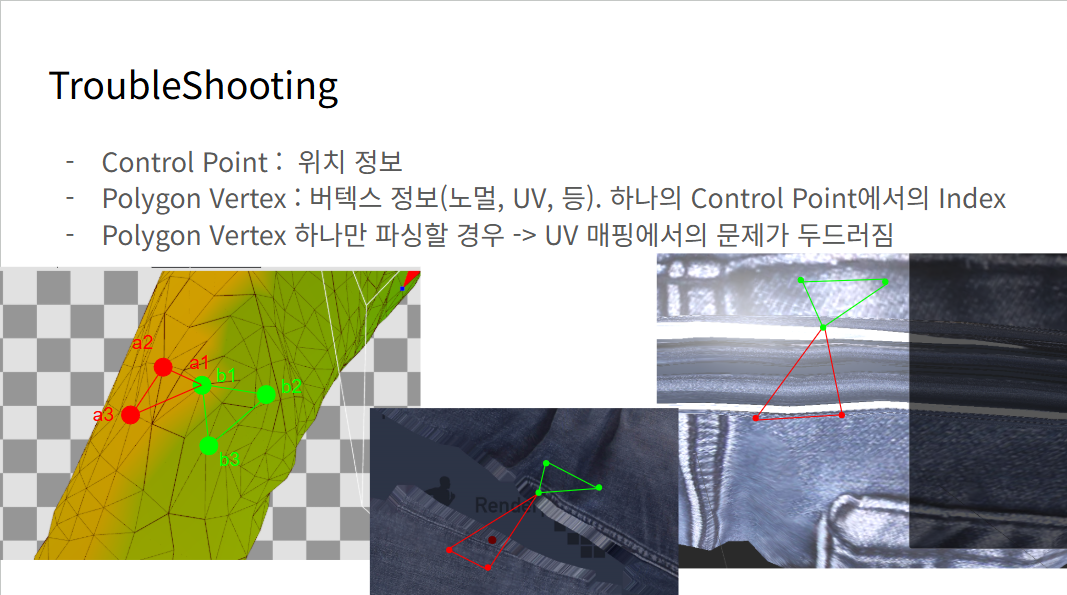 TroubleShooting
- Control Point : 위치 정보
- Polygon Vertex : 버텍스 정보(노멀, UV, 등). 하나의 Control Point에서의 Index
- Polygon Vertex 하나만 파싱할 경우 -> UV 매핑에서의 문제가 두드러짐
a2
a1
b1
b2
a3
b3
Render